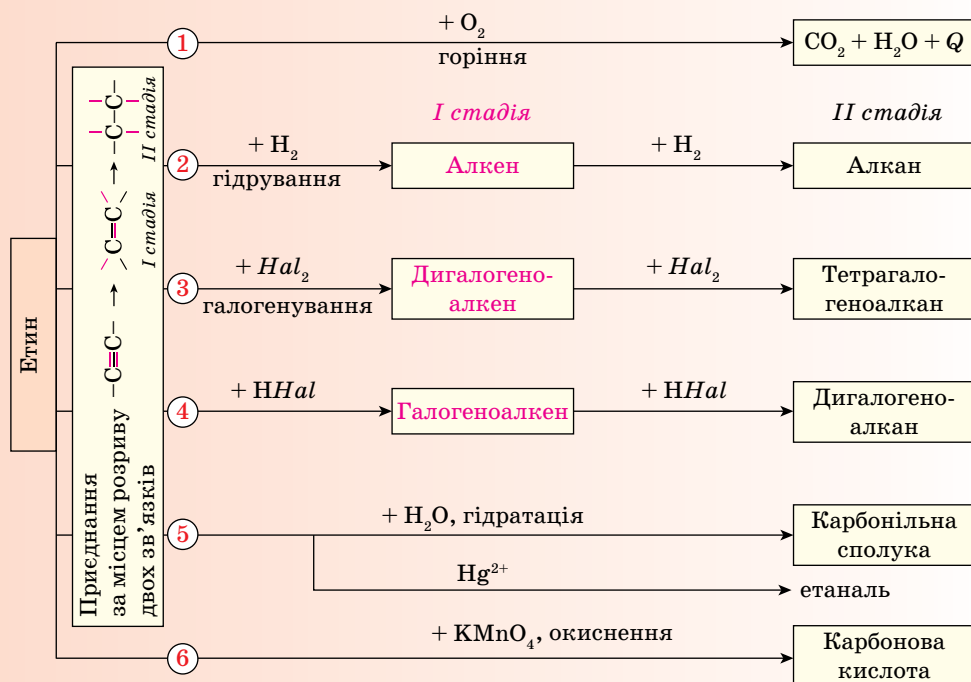 Етин
Приєднання
за місцем розриву
двох зв’язків
–C≡C– → C=C → –C–C–
I стадія
II стадія
1
+ O₂
горіння
CO₂ + H₂O + Q
I стадія
II стадія
2
+ H₂
гідрування
Алкен
+ H₂
Алкан
3
+ Hal₂
галогенування
Дигалогено-
алкен
+ Hal₂
Тетрагало-
геноалкан
4
+ HHal
Галогеноалкен
+ HHal
Дигалогено-
алкан
5
+ H₂O, гідратація
Карбонільна
сполука
Hg²⁺
етаналь
6
+ KMnO₄, окиснення
Карбонова
кислота